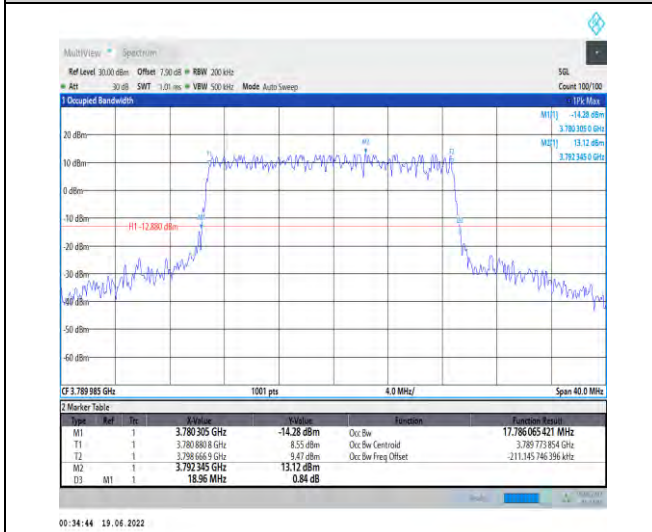 MultiView Spectrum
Ref Level 30.00 dBm Offset 7.50 dB RBW 200 kHz SGL
Att 30 dB SWT 1.01 ms VBW 500 kHz Mode Auto Sweep Count 100/100
1 Occupied Bandwidth 1Pk Max
M1[1] -14.28 dBm
3.780 305 0 GHz
M2[1] 13.12 dBm
3.792 345 0 GHz
20 dBm
M2
T1
T2
10 dBm
0 dBm
-10 dBm
H1 -12.880 dBm
-20 dBm
-30 dBm
-40 dBm
-50 dBm
-60 dBm
CF 3.789 985 GHz 1001 pts 4.0 MHz/ Span 40.0 MHz
2 Marker Table
Type Ref Trc X-Value Y-Value Function Function Result
M1 1 3.780 305 GHz -14.28 dBm Occ Bw 17.786 065 421 MHz
T1 1 3.780 880 8 GHz 8.55 dBm Occ Bw Centroid 3.789 773 854 GHz
T2 1 3.798 666 9 GHz 9.47 dBm Occ Bw Freq Offset -211.145 746 396 kHz
M2 1 3.792 345 GHz 13.12 dBm
D3 M1 1 18.96 MHz 0.84 dB
00:34:44 19.06.2022